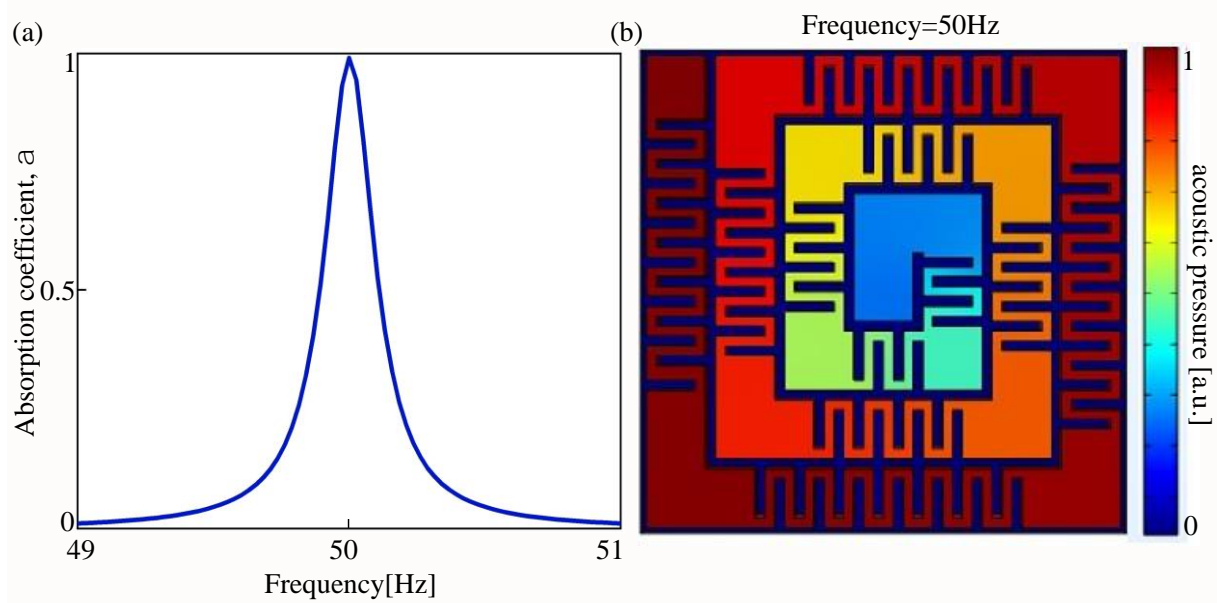 (a)
1
0.5
0
49
50
51
Frequency[Hz]
Absorption coefficient, a
(b)
Frequency=50Hz
1
0
acoustic pressure [a.u.]